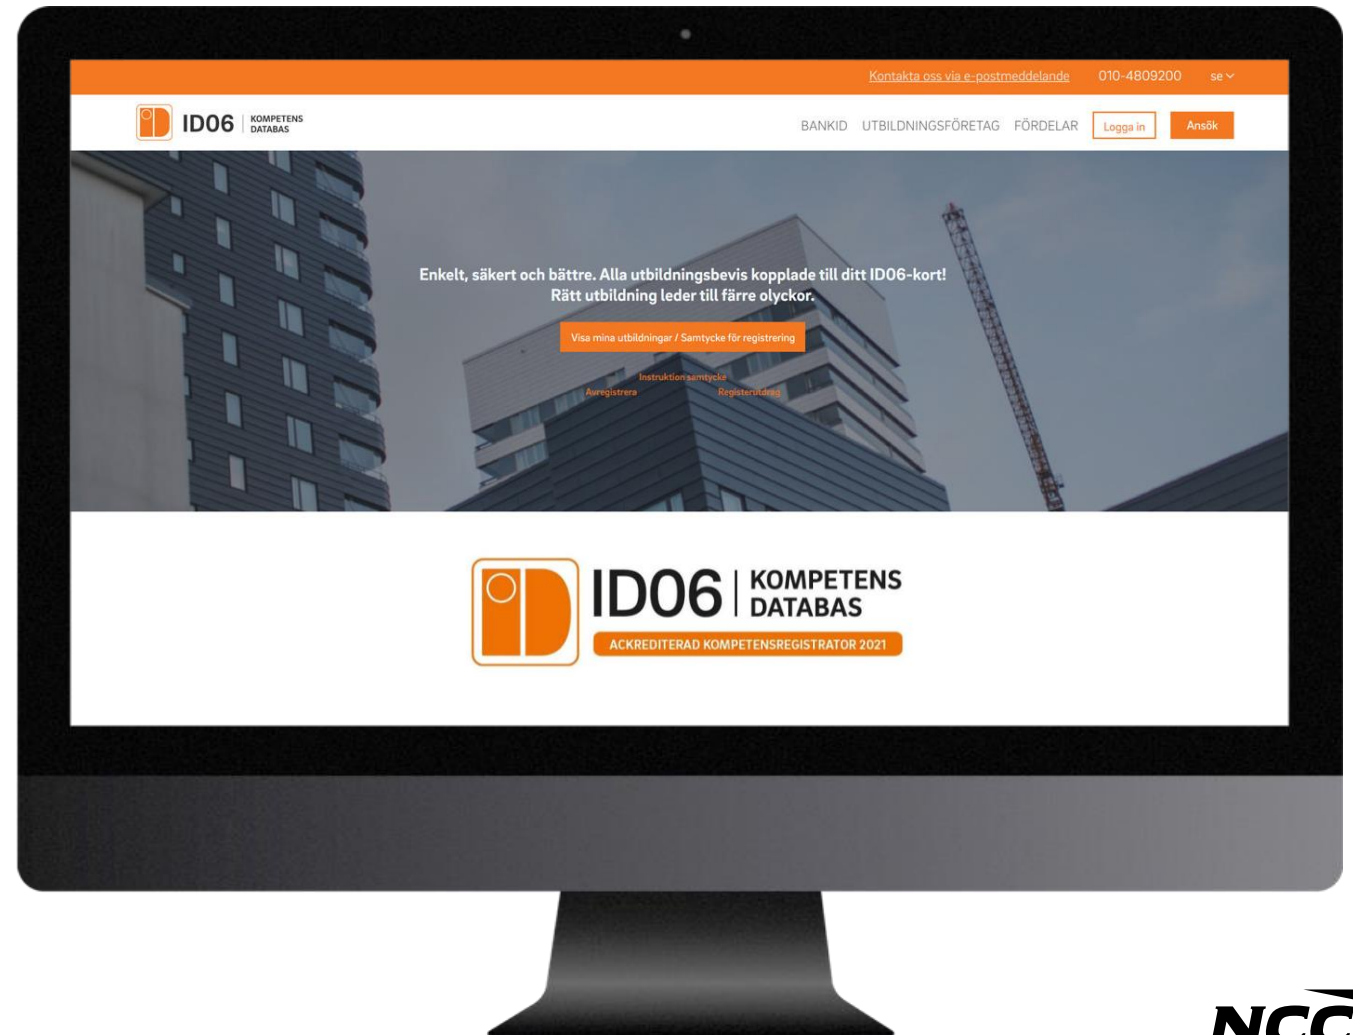 Kontakta oss via e-postmeddelande 010-4809200 se
ID06 KOMPETENS DATABAS
BANKID UTBILDNINGSFÖRETAG FÖRDELAR Logga in Ansök
Enkelt, säkert och bättre. Alla utbildningsbevis kopplade till ditt ID06-kort!
Rätt utbildning leder till färre olyckor.
Visa mina utbildningar / Samtycke för registrering
Instruktion samtycke
Avregistrera Registerutdrag
ID06 KOMPETENS
DATABAS
ACKREDITERAD KOMPETENSREGISTRATOR 2021
NCC